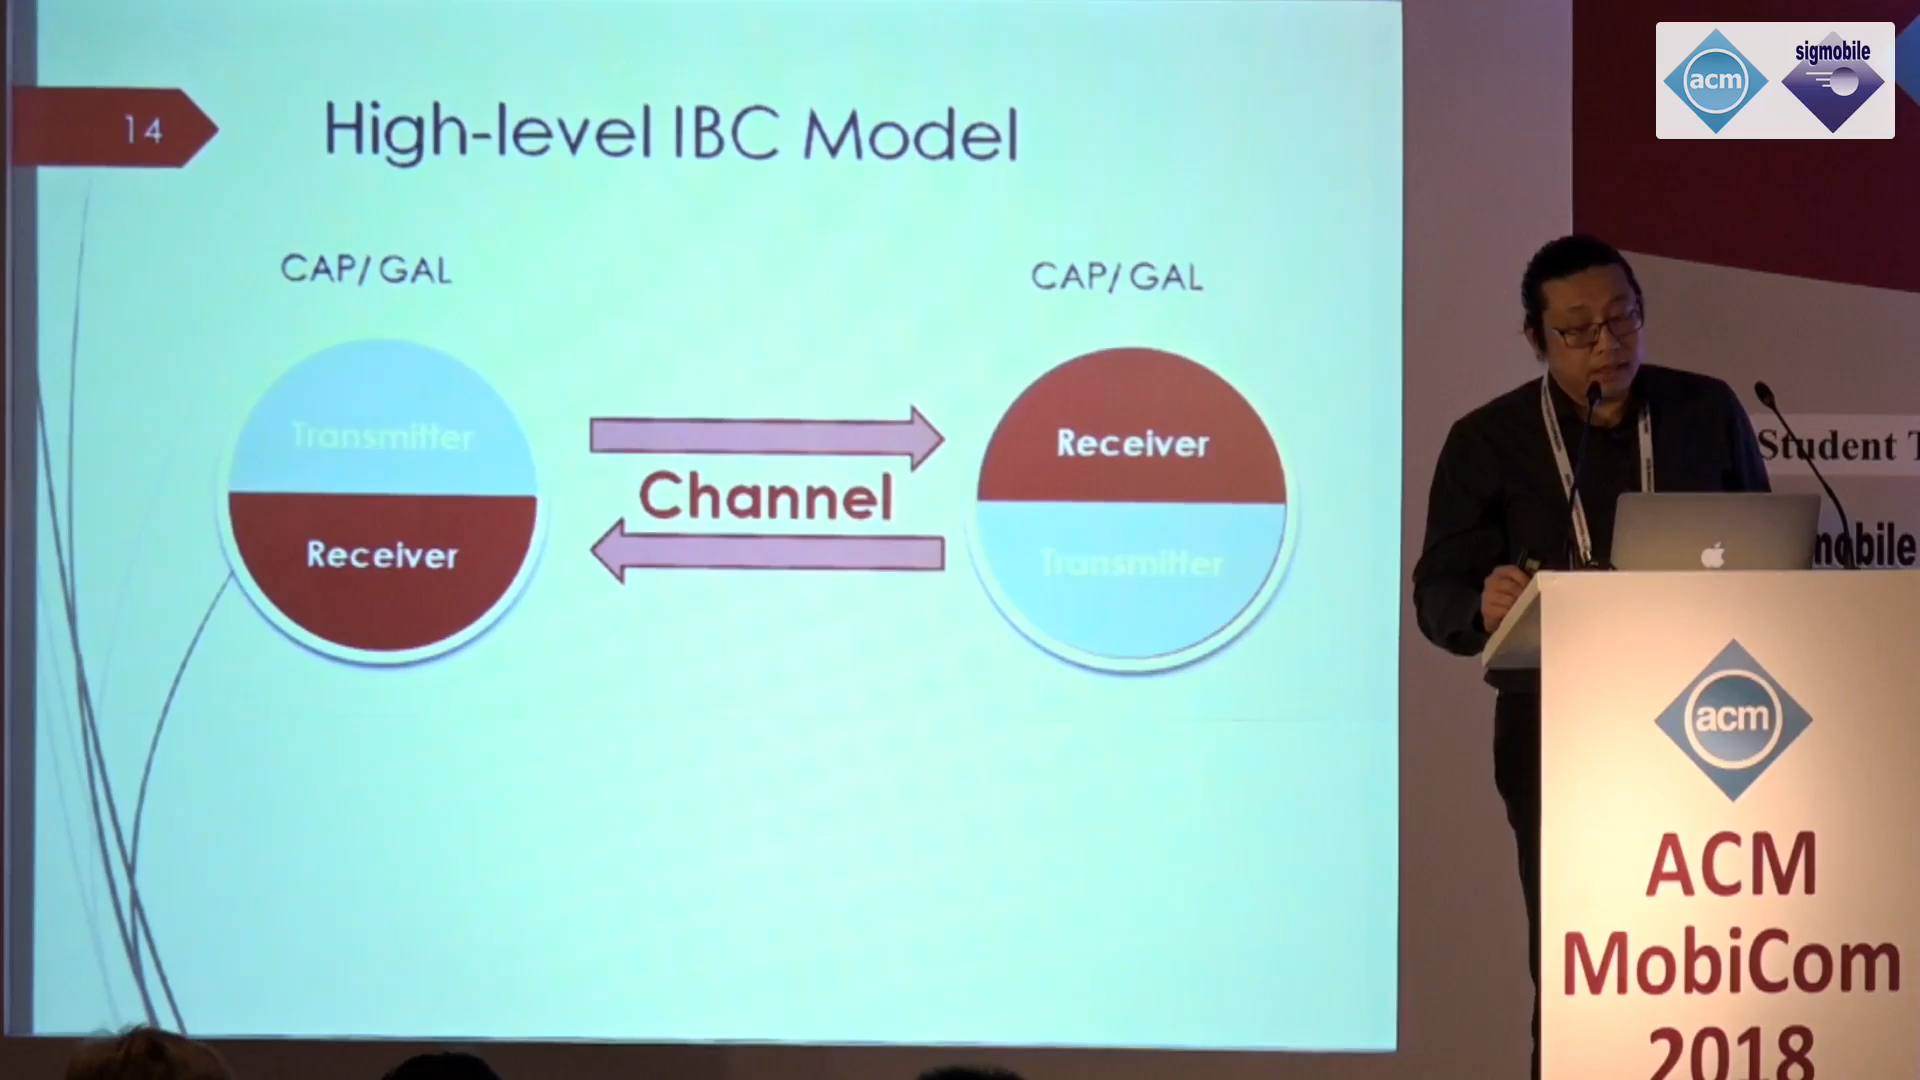 14
High-level IBC Model
CAP/ GAL
CAP/ GAL
Transmitter
Receiver
Channel
Receiver
Transmitter
acm
sigmobile
Student T
mobile
acm
ACM
MobiCom
2018